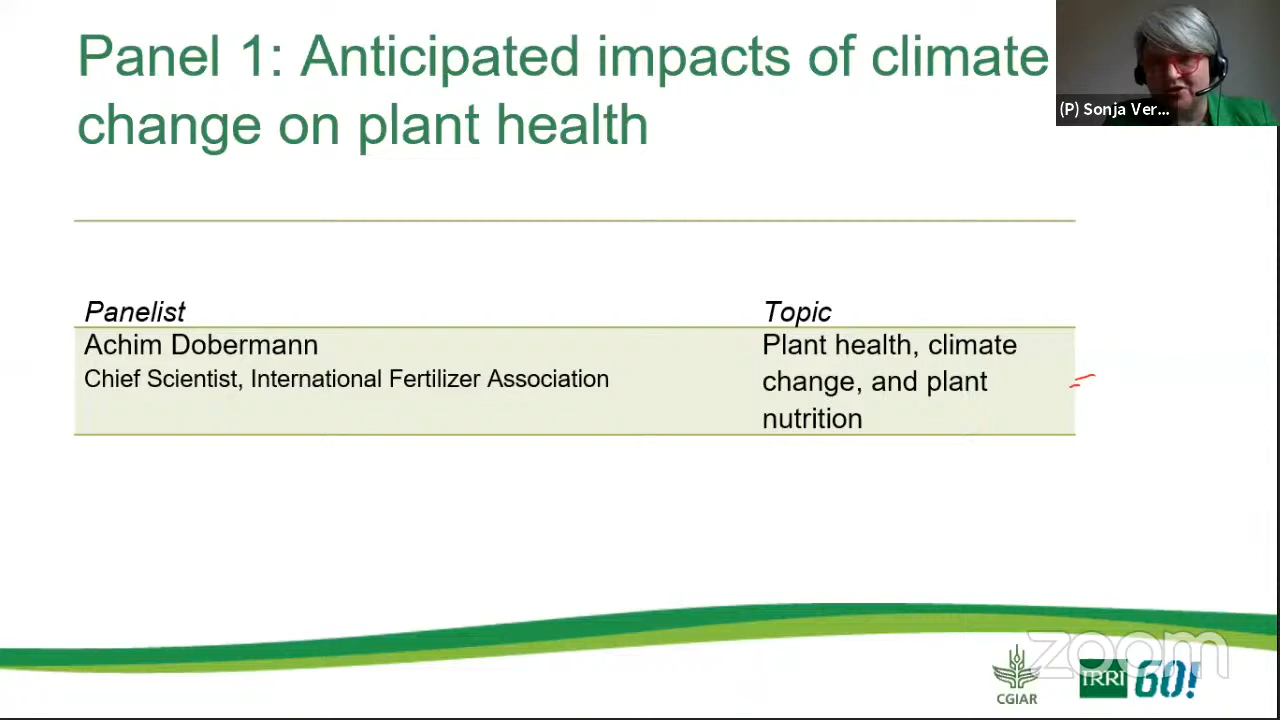 Panel 1: Anticipated impacts of climate
change on plant health
(P) Sonja Ver...
Panelist
Topic
Achim Dobermann
Plant health, climate
Chief Scientist, International Fertilizer Association
change, and plant
nutrition
zoom
CGIAR
IRRI 60!